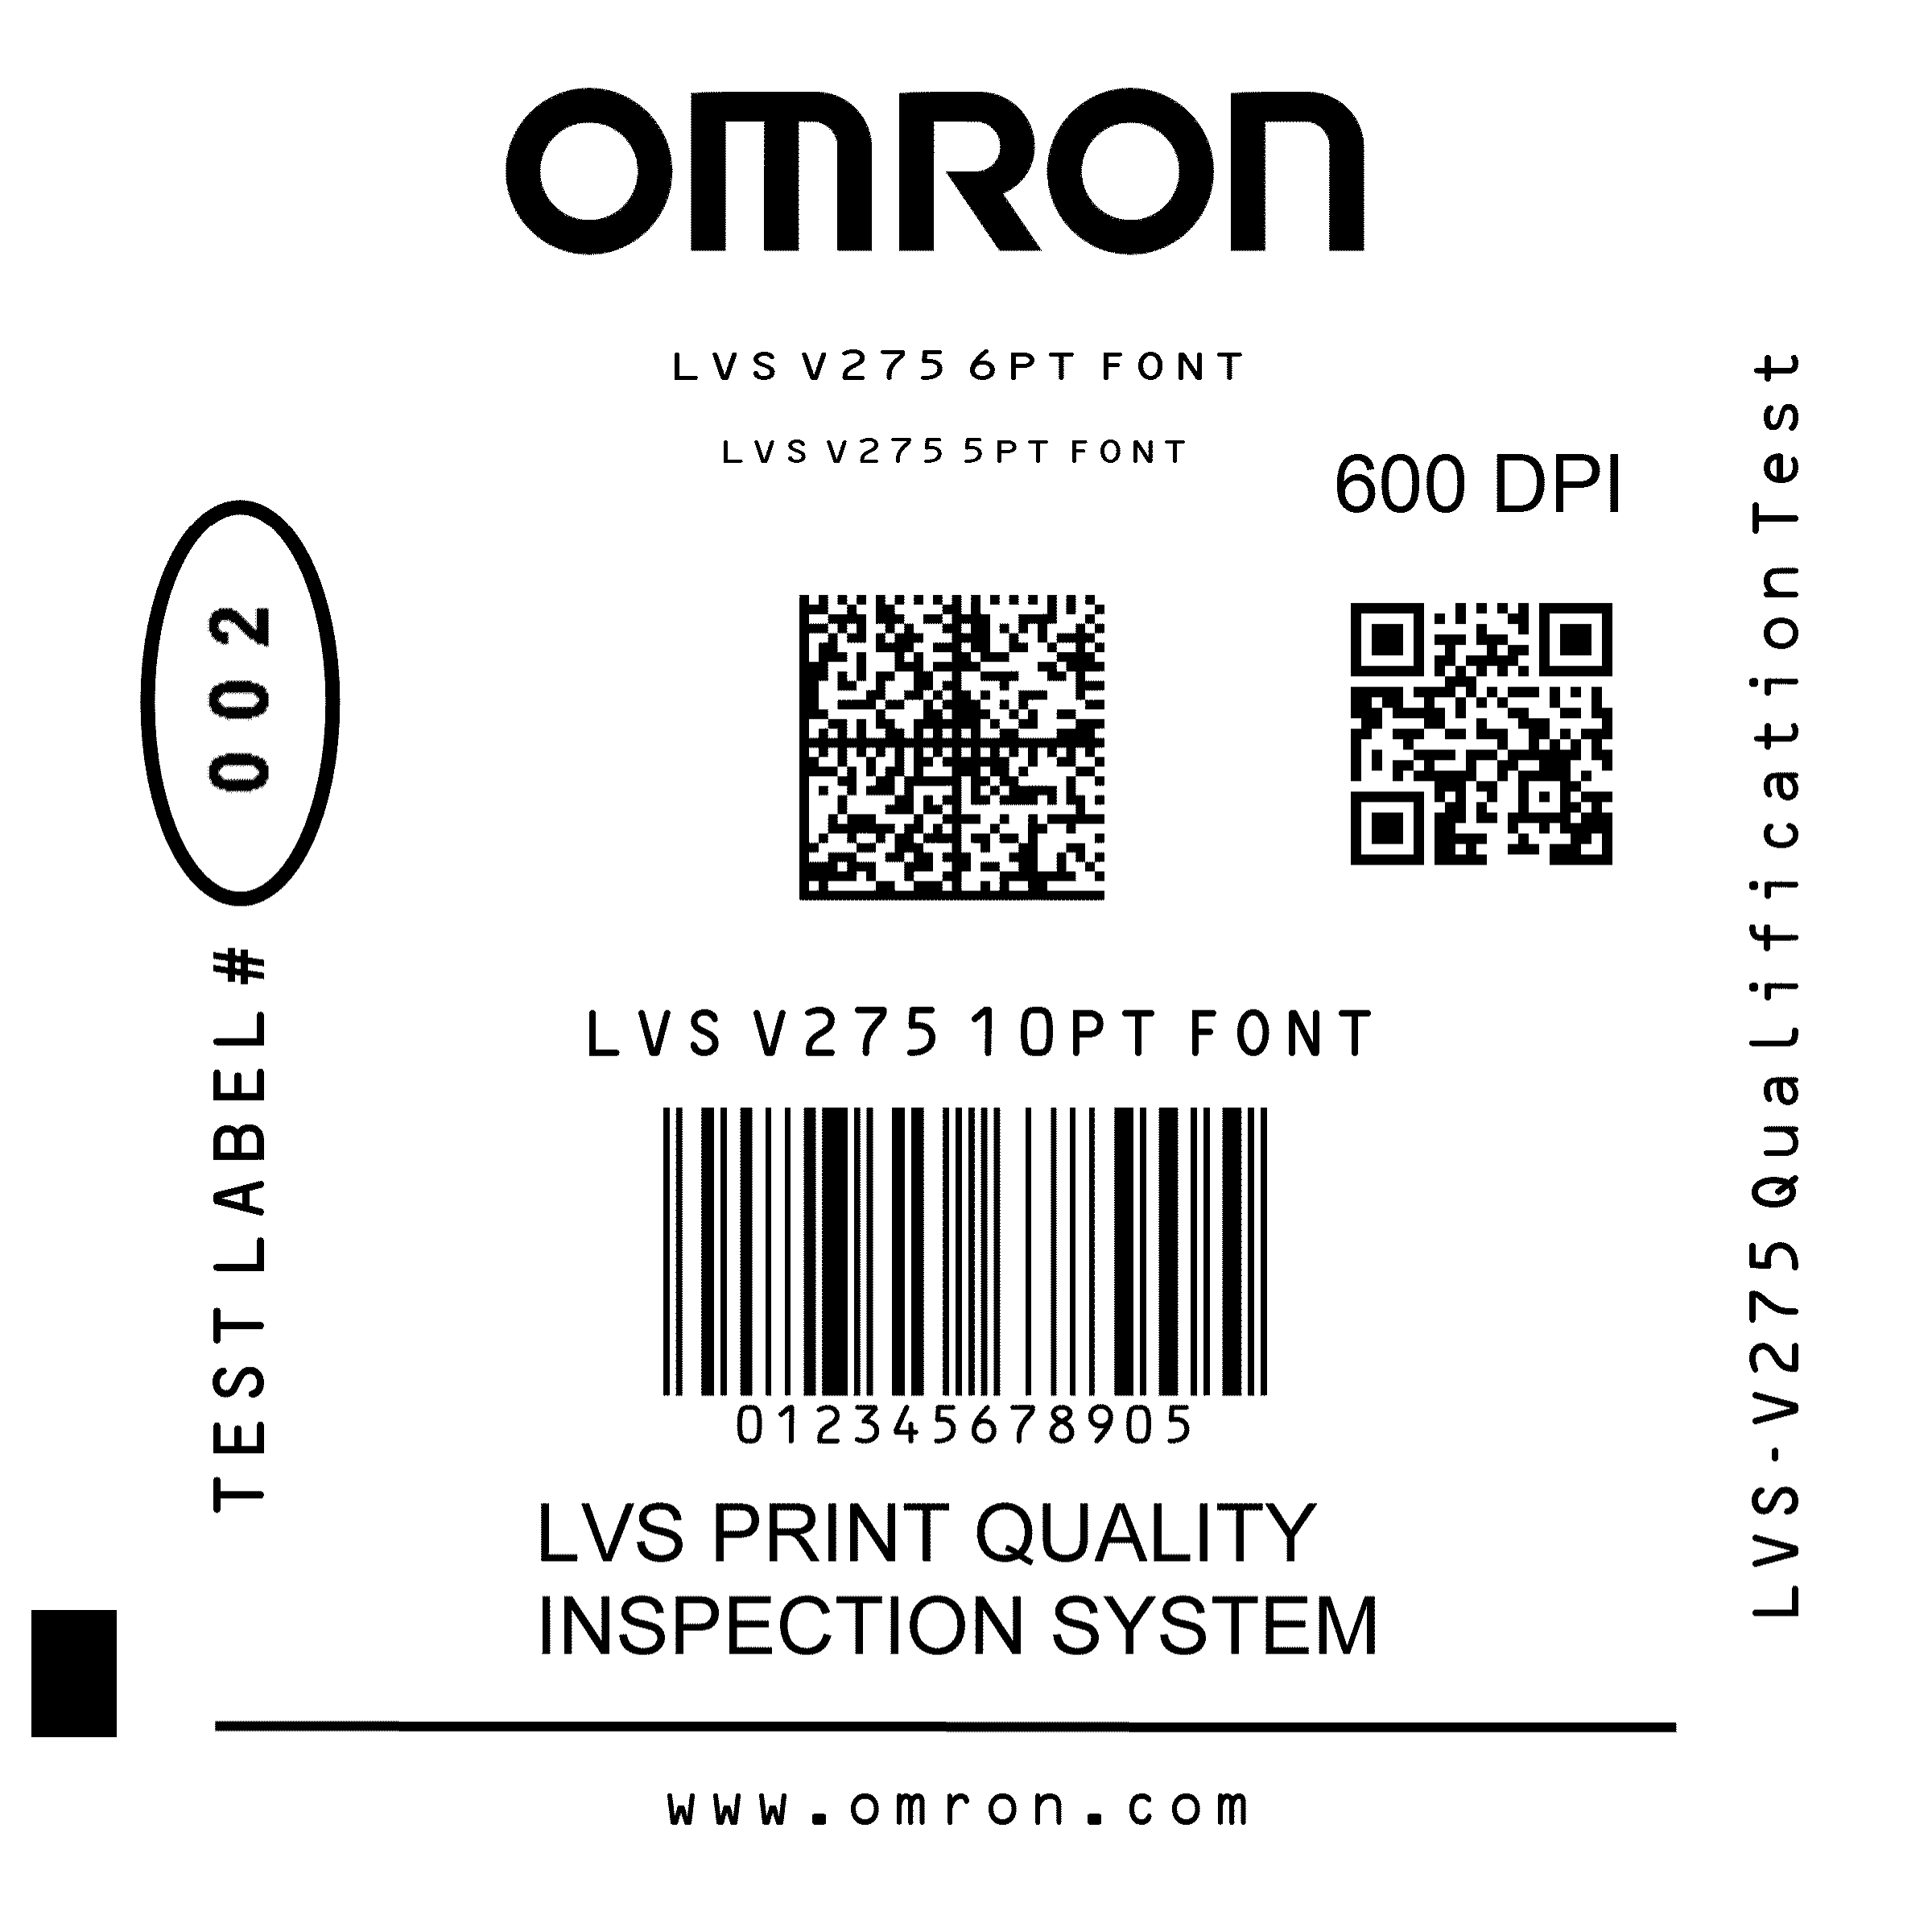 OMRON
LVS V275 6PT FONT
LVS V275 5PT FONT
600 DPI
TEST LABEL # 002
LVS-V275 Qualification Test
LVS V275 10PT FONT
012345678905
LVS PRINT QUALITY
INSPECTION SYSTEM
www.omron.com